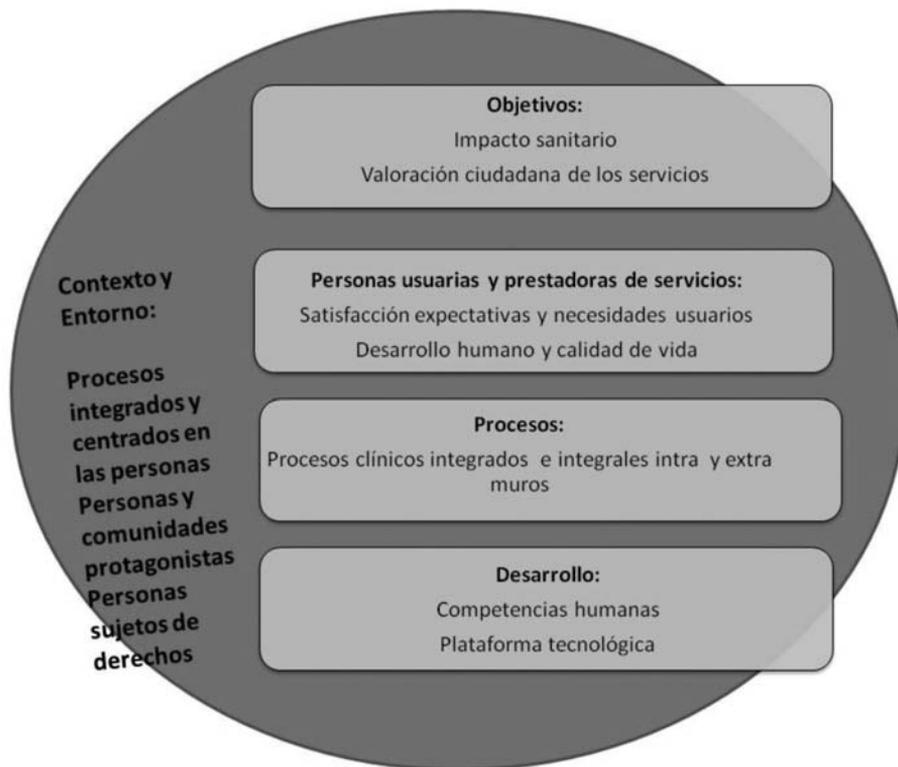 Objetivos:
Impacto sanitario
Valoración ciudadana de los servicios
Contexto y
Entorno:
Procesos
integrados y
centrados en
las personas
Personas y
comunidades
protagonistas
Personas
sujetos de
derechos
Personas usuarias y prestadoras de servicios:
Satisfacción expectativas y necesidades usuarios
Desarrollo humano y calidad de vida
Procesos:
Procesos clínicos integrados e integrales intra y extra
muros
Desarrollo:
Competencias humanas
Plataforma tecnológica